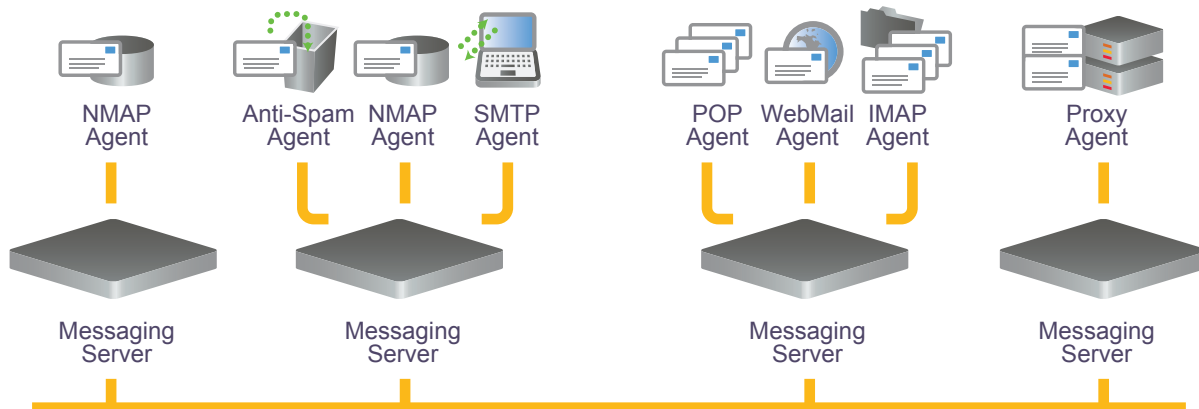 NMAP
Agent
Anti-Spam
Agent
NMAP
Agent
SMTP
Agent
POP
Agent
WebMail
Agent
IMAP
Agent
Proxy
Agent
Messaging
Server
Messaging
Server
Messaging
Server
Messaging
Server